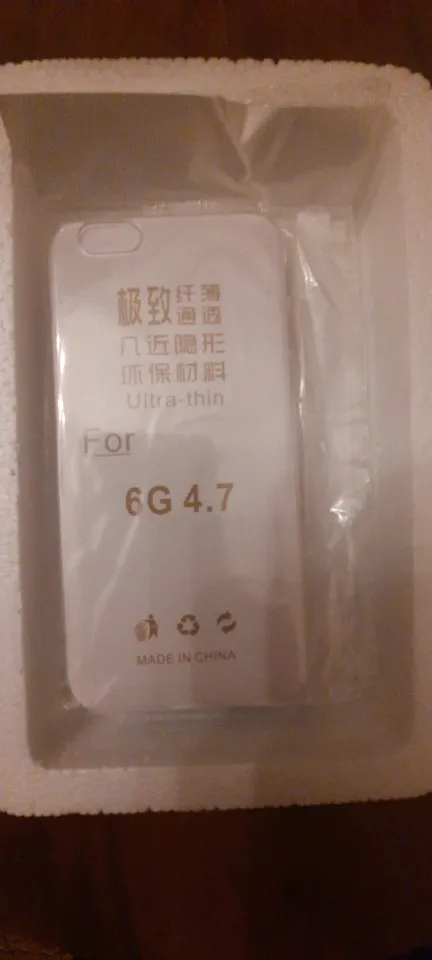 极致纤薄
通透
几近隐形
环保材料
Ultra-thin
For
6G 4.7
MADE IN CHINA